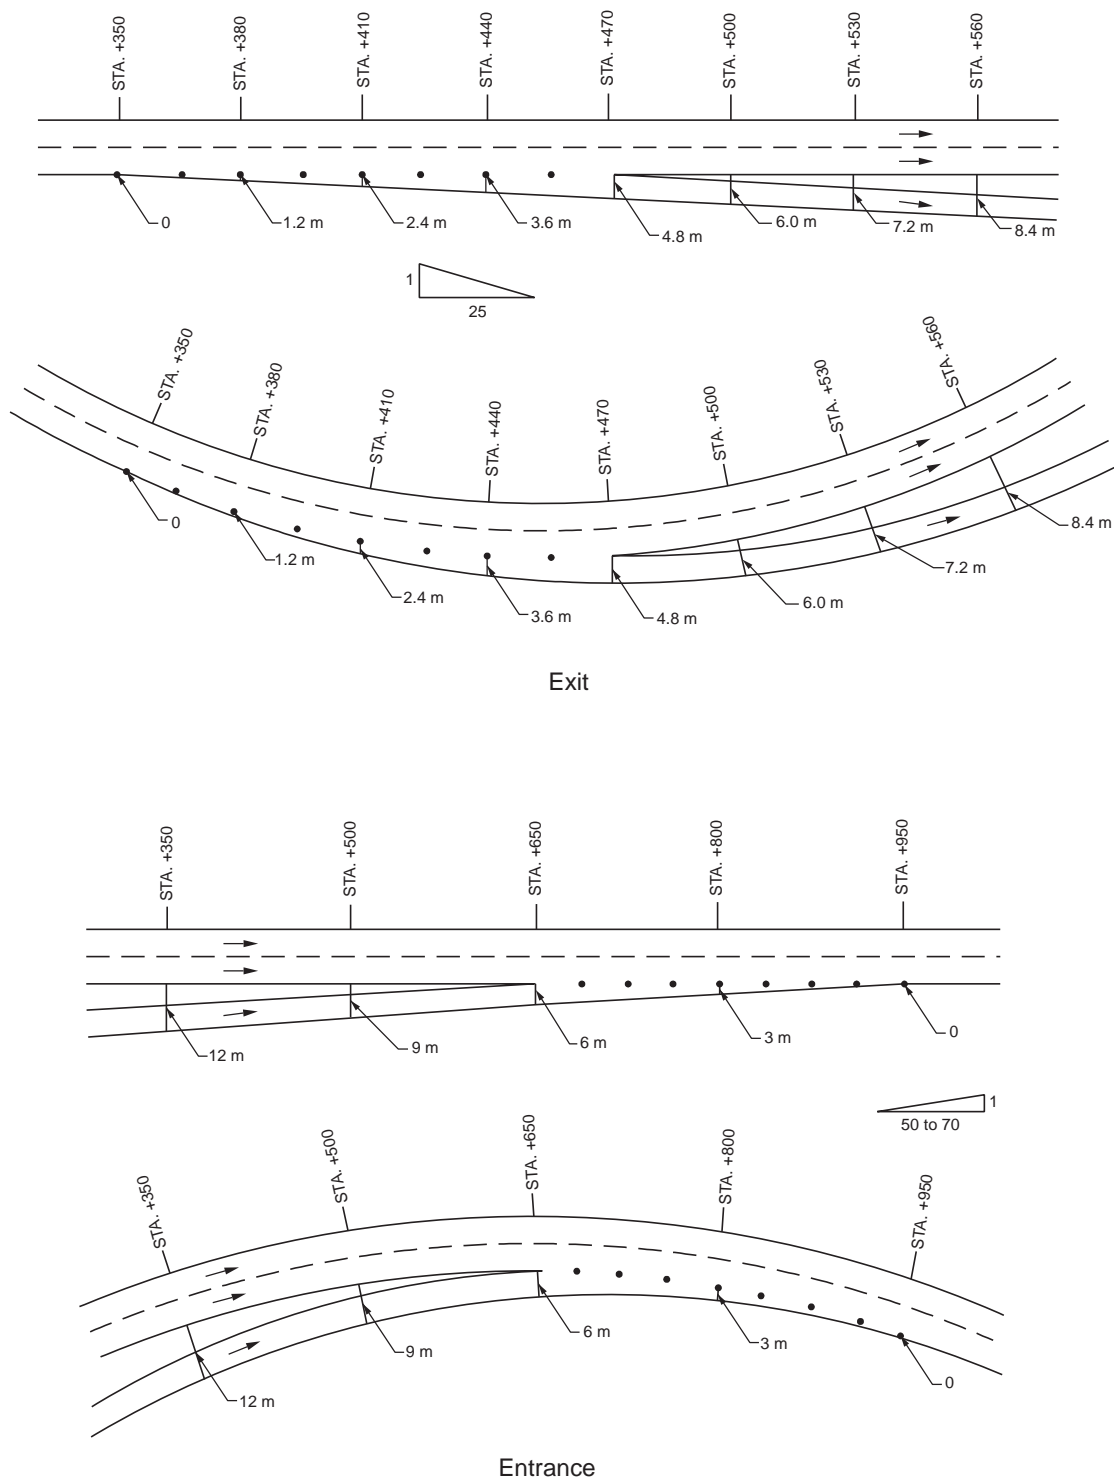 STA. +350
STA. +380
STA. +410
STA. +440
STA. +470
STA. +500
STA. +530
STA. +560
0
1.2 m
2.4 m
3.6 m
4.8 m
6.0 m
7.2 m
8.4 m
1
25
STA. +350
STA. +380
STA. +410
STA. +440
STA. +470
STA. +500
STA. +530
STA. +560
0
1.2 m
2.4 m
3.6 m
4.8 m
6.0 m
7.2 m
8.4 m
Exit
STA. +350
STA. +500
STA. +650
STA. +800
STA. +950
12 m
9 m
6 m
3 m
0
1
50 to 70
STA. +350
STA. +500
STA. +650
STA. +800
STA. +950
12 m
9 m
6 m
3 m
0
Entrance